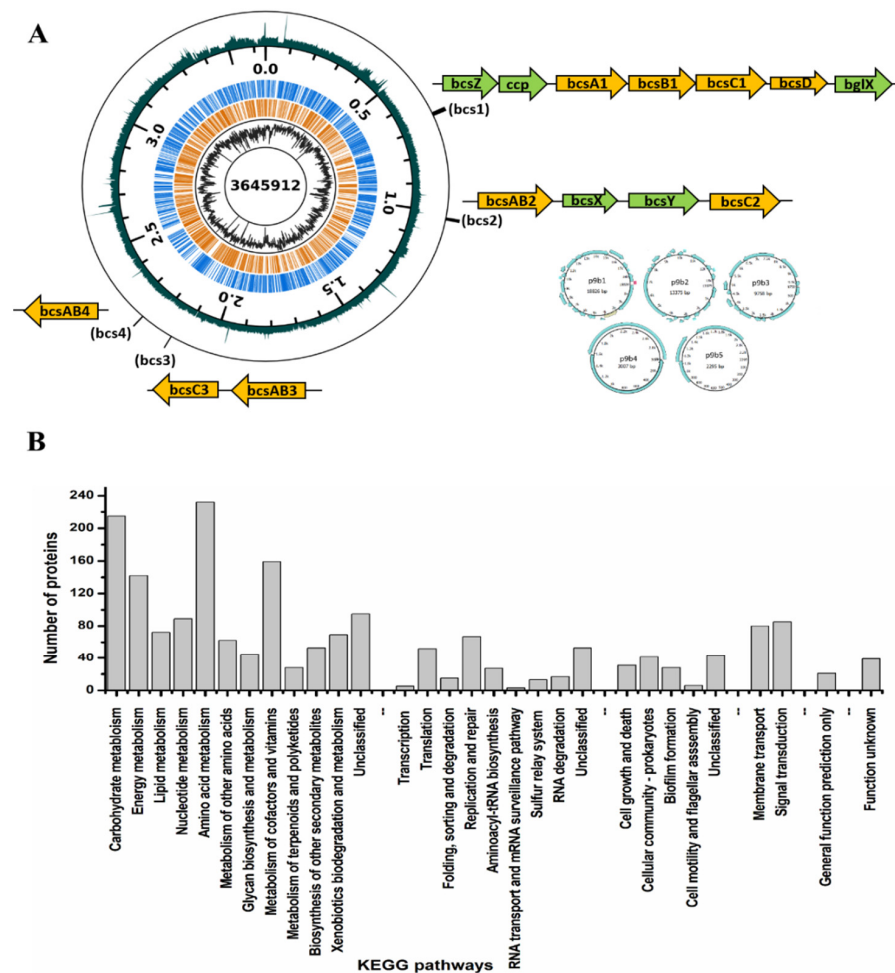 A
bcsZ ccp bcsA1 bcsB1 bcsC1 bcsD bglX
(bcs1)
0.0
0.5
1.0
1.5
2.0
2.5
3.0
3645912
bcsAB2 bcsX bcsY bcsC2
(bcs2)
p9b1
p9b2
p9b3
p9b4
p9b5
bcsAB4
(bcs4)
(bcs3)
bcsC3 bcsAB3
B
Number of proteins
240
200
160
120
80
40
0
Carbohydrate metabloism
Energy metabolism
Lipid metabolism
Nucleotide metabolism
Amino acid metabolism
Metabolism of other amino acids
Glycan biosynthesis and metabolism
Metabolism of cofactors and vitamins
Metabolism of terpenoids and polyketides
Biosynthesis of other secondary metabolites
Xenobiotics biodegradation and metabolism
Unclassified
--
Transcription
Translation
Folding, sorting and degradation
Replication and repair
Aminoacyl-tRNA biosynthesis
RNA transport and mRNA surveillance pathway
Sulfur relay system
RNA degradation
Unclassified
--
Cell growth and death
Cellular community - prokaryotes
Biofilm formation
Cell motility and flagellar assembly
Unclassified
--
Membrane transport
Signal transduction
--
General function prediction only
--
Function unknown
KEGG pathways